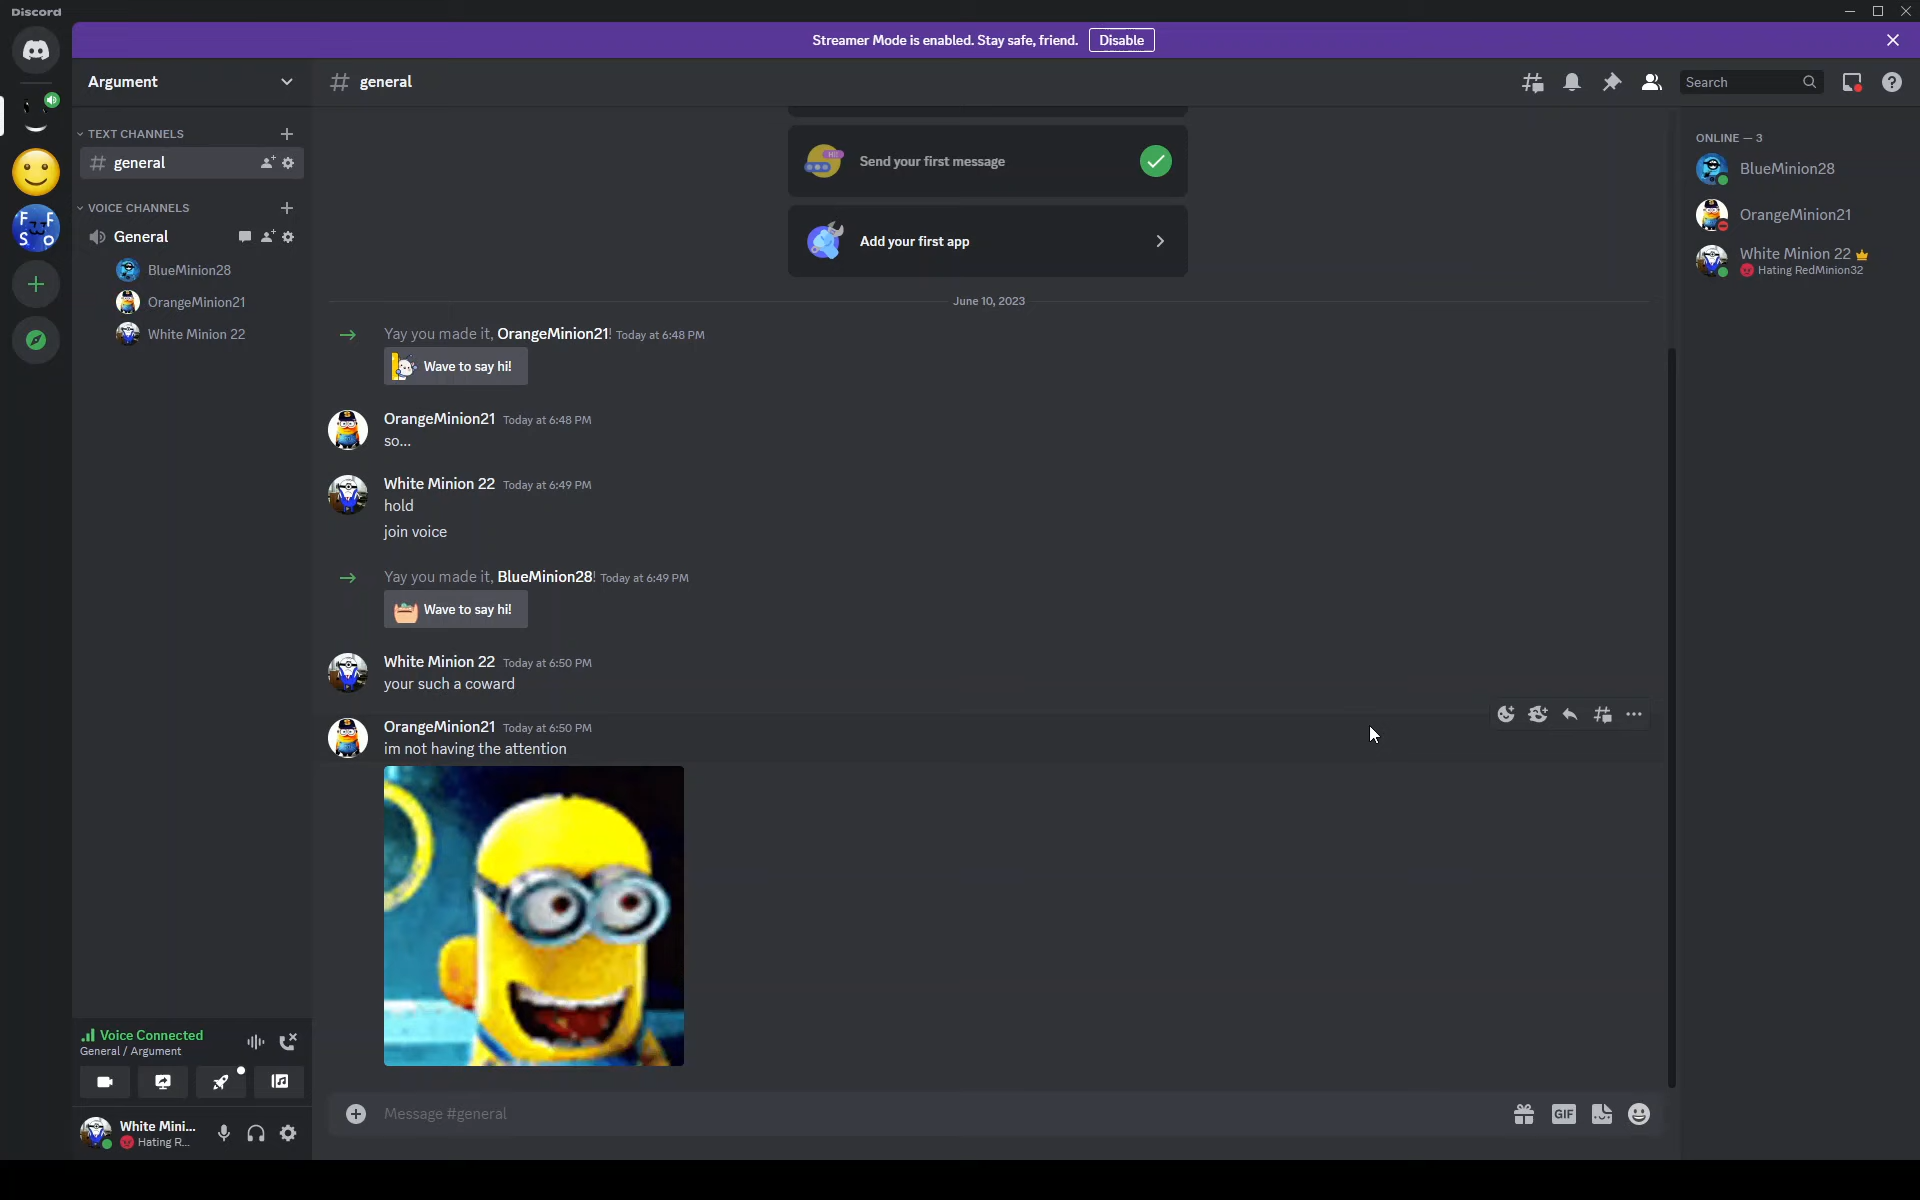 Discord
Streamer Mode is enabled. Stay safe, friend. Disable
Argument
general
Search
TEXT CHANNELS
general
VOICE CHANNELS
General
BlueMinion28
OrangeMinion21
White Minion 22
Send your first message
Add your first app
June 10, 2023
Yay you made it, OrangeMinion21! Today at 6:48 PM
Wave to say hi!
OrangeMinion21 Today at 6:48 PM
so...
White Minion 22 Today at 6:49 PM
hold
join voice
Yay you made it, BlueMinion28! Today at 6:49 PM
Wave to say hi!
White Minion 22 Today at 6:50 PM
your such a coward
OrangeMinion21 Today at 6:50 PM
im not having the attention
Message #general
GIF
ONLINE — 3
BlueMinion28
OrangeMinion21
White Minion 22
Hating RedMinion32
Voice Connected
General / Argument
White Mini...
Hating R...
F F
S O